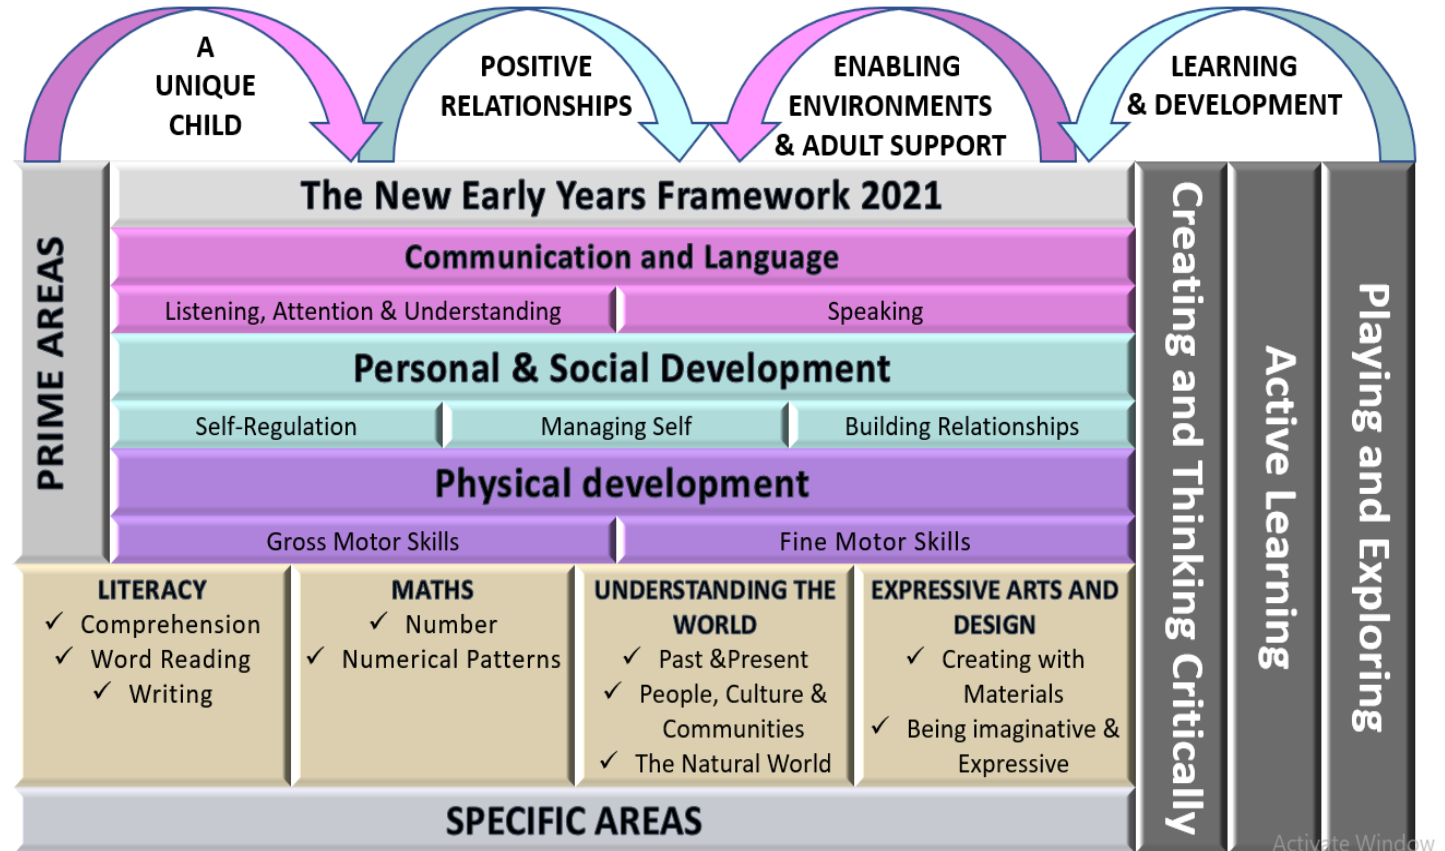 A
UNIQUE
CHILD
POSITIVE
RELATIONSHIPS
ENABLING
ENVIRONMENTS
& ADULT SUPPORT
LEARNING
& DEVELOPMENT
PRIME AREAS
The New Early Years Framework 2021
Communication and Language
Listening, Attention & Understanding
Speaking
Personal & Social Development
Self-Regulation
Managing Self
Building Relationships
Physical development
Gross Motor Skills
Fine Motor Skills
LITERACY
✓ Comprehension
✓ Word Reading
✓ Writing
MATHS
✓ Number
✓ Numerical Patterns
UNDERSTANDING THE
WORLD
✓ Past &Present
✓ People, Culture &
Communities
✓ The Natural World
EXPRESSIVE ARTS AND
DESIGN
✓ Creating with
Materials
✓ Being imaginative &
Expressive
SPECIFIC AREAS
Creating and Thinking Critically
Active Learning
Playing and Exploring
Activate Window